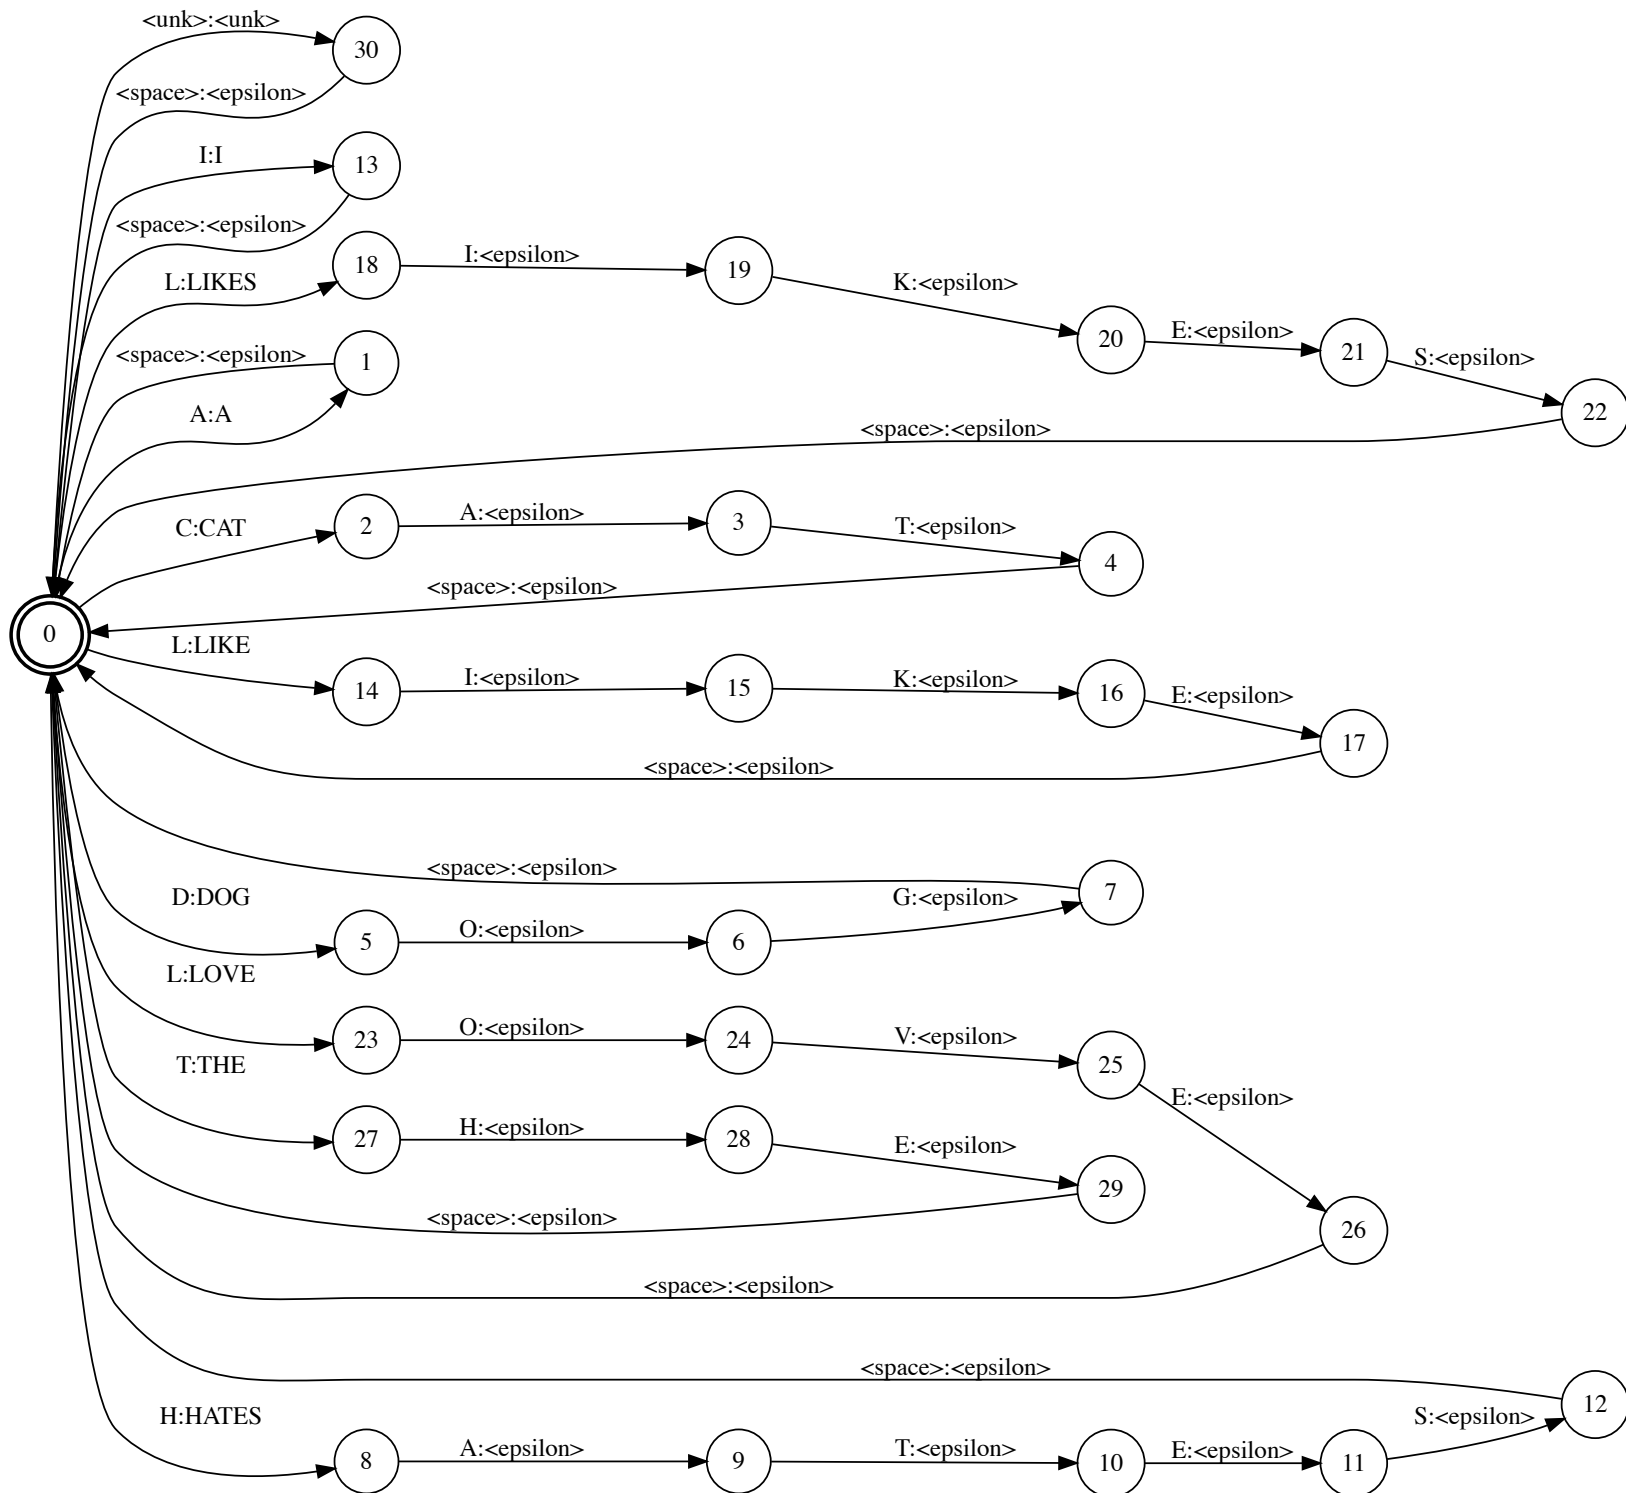 <unk>:<unk>
30
<space>:<epsilon>
I:I
13
<space>:<epsilon>
L:LIKES
18
I:<epsilon>
19
K:<epsilon>
20
E:<epsilon>
21
S:<epsilon>
22
<space>:<epsilon>
1
A:A
<space>:<epsilon>
C:CAT
2
A:<epsilon>
3
T:<epsilon>
4
<space>:<epsilon>
0
L:LIKE
14
I:<epsilon>
15
K:<epsilon>
16
E:<epsilon>
17
<space>:<epsilon>
<space>:<epsilon>
7
D:DOG
5
O:<epsilon>
6
G:<epsilon>
L:LOVE
23
O:<epsilon>
24
V:<epsilon>
25
E:<epsilon>
26
T:THE
27
H:<epsilon>
28
E:<epsilon>
29
<space>:<epsilon>
<space>:<epsilon>
<space>:<epsilon>
12
H:HATES
8
A:<epsilon>
9
T:<epsilon>
10
E:<epsilon>
11
S:<epsilon>